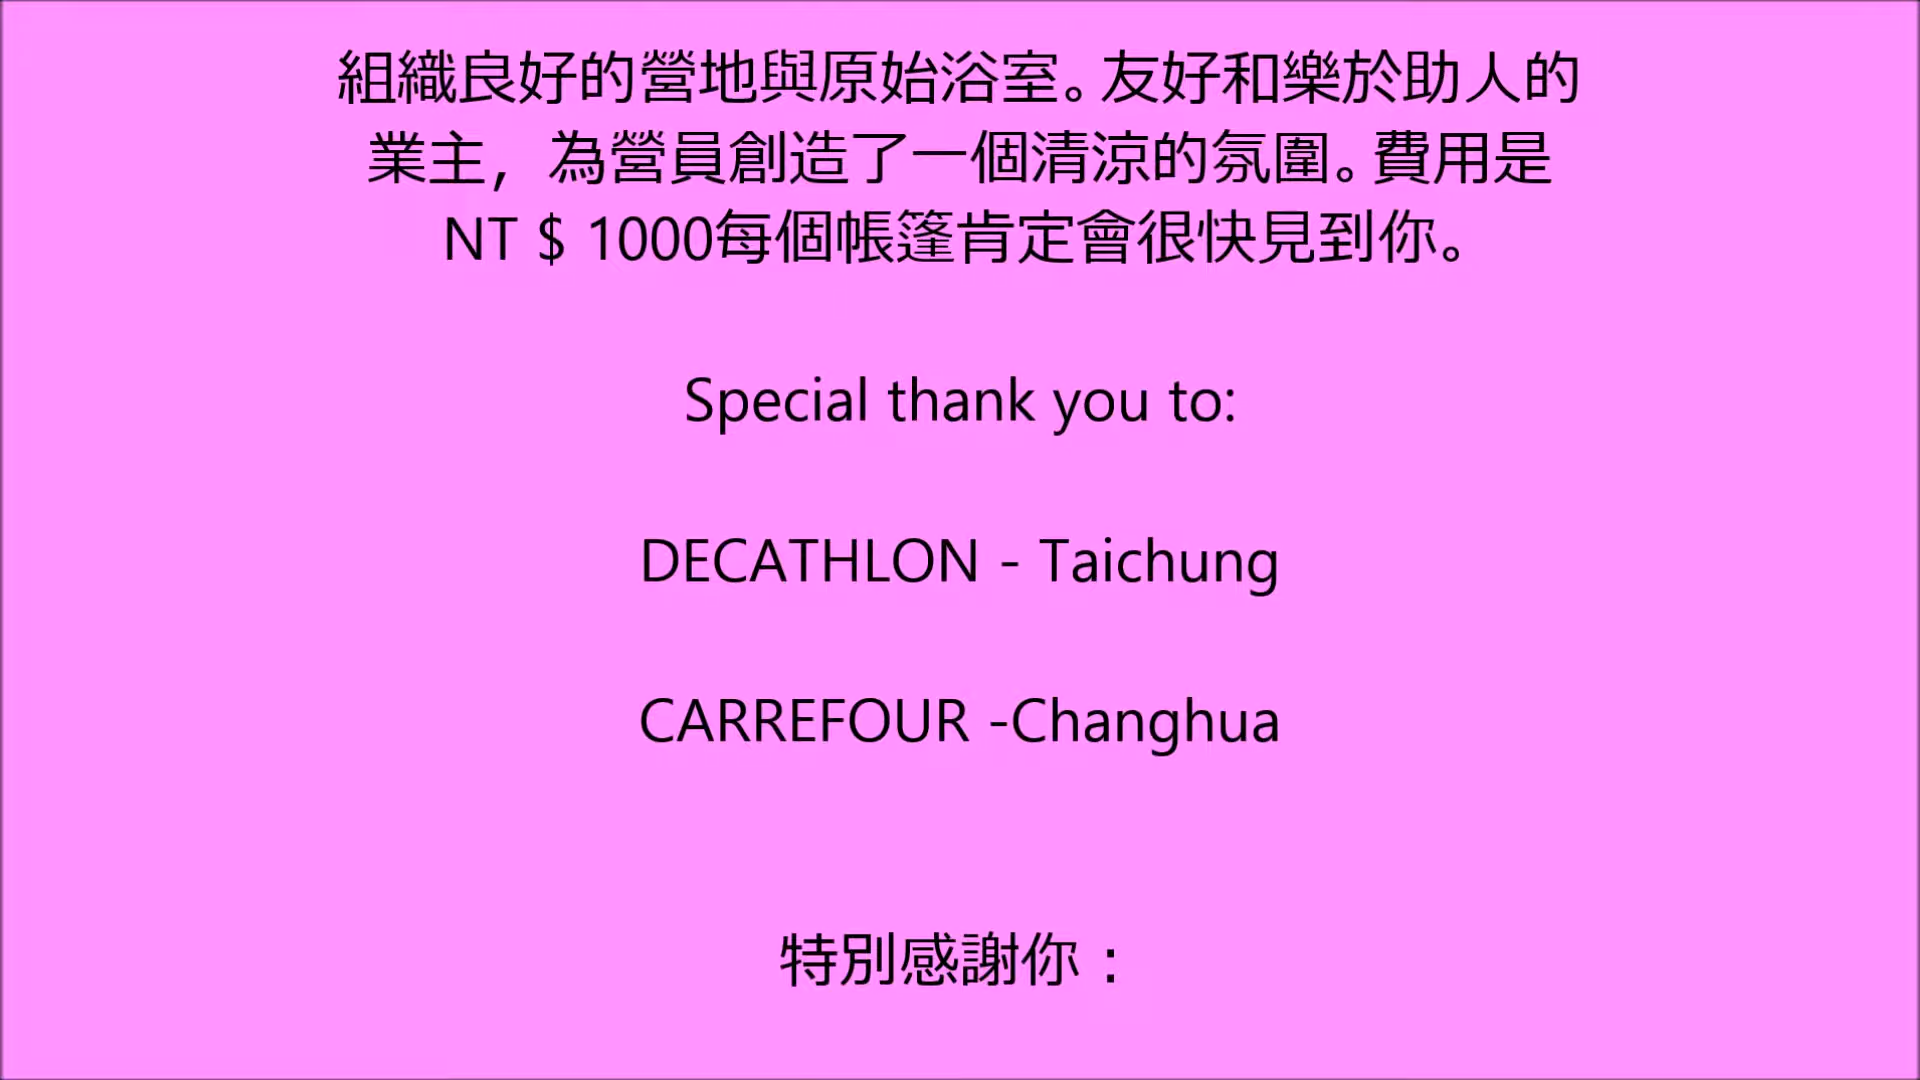 組織良好的營地與原始浴室。友好和樂於助人的
業主，為營員創造了一個清涼的氛圍。費用是
NT $ 1000每個帳篷肯定會很快見到你。
Special thank you to:
DECATHLON - Taichung
CARREFOUR -Changhua
特別感謝你：